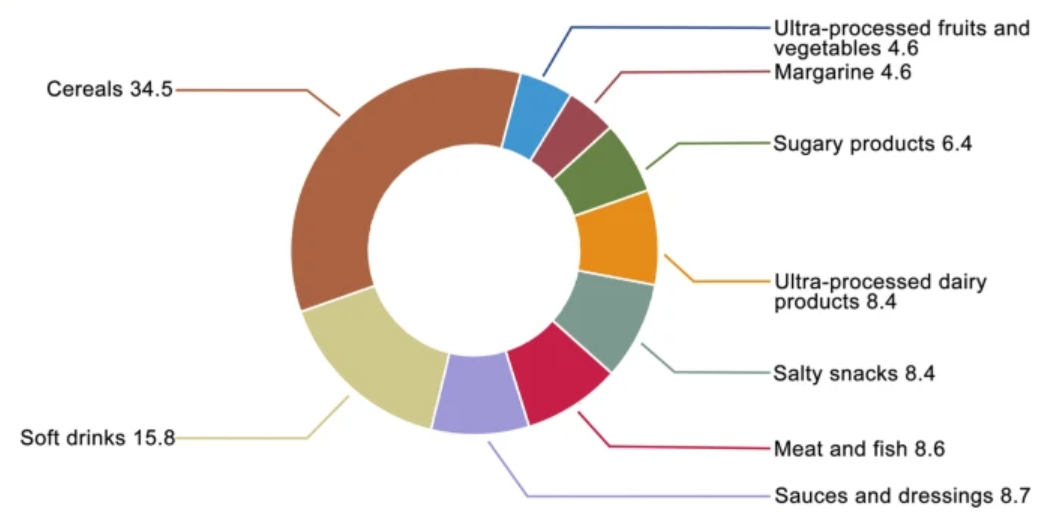 Ultra-processed fruits and
vegetables 4.6
Margarine 4.6
Cereals 34.5
Sugary products 6.4
Ultra-processed dairy
products 8.4
Salty snacks 8.4
Soft drinks 15.8
Meat and fish 8.6
Sauces and dressings 8.7